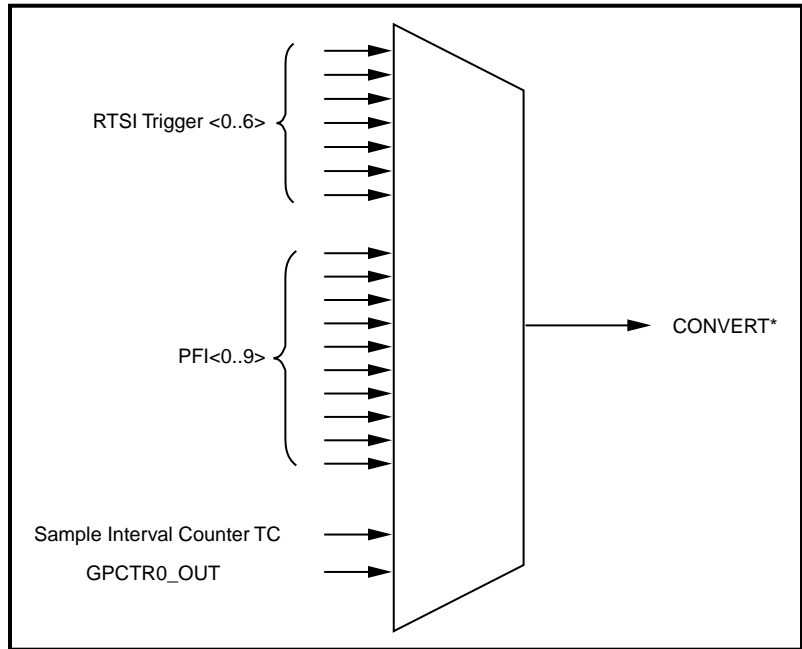 RTSI Trigger <0..6>
PFI<0..9>
CONVERT*
Sample Interval Counter TC
GPCTR0_OUT